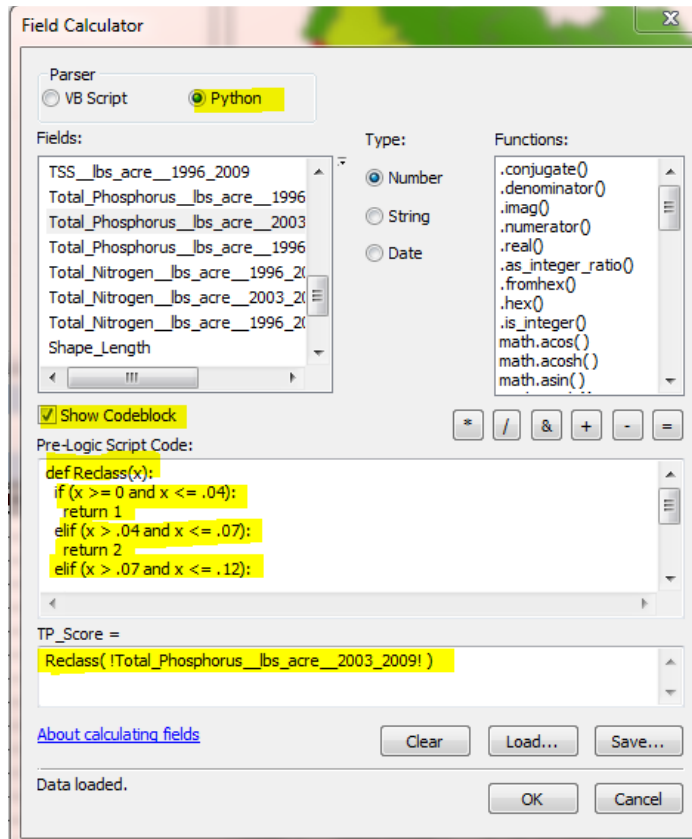 Field Calculator
Parser
VB Script
Python
Fields:
Type:
Functions:
TSS__lbs_acre__1996_2009
Total_Phosphorus__lbs_acre__1996
Total_Phosphorus__lbs_acre__2003
Total_Phosphorus__lbs_acre__1996
Total_Nitrogen__lbs_acre__1996_20
Total_Nitrogen__lbs_acre__2003_20
Total_Nitrogen__lbs_acre__1996_20
Shape_Length
Number
String
Date
.conjugate()
.denominator()
.imag()
.numerator()
.real()
.as_integer_ratio()
.fromhex()
.hex()
.is_integer()
math.acos( )
math.acosh( )
math.asin( )
Show Codeblock
* / & + - =
Pre-Logic Script Code:
def Reclass(x):
if (x >= 0 and x <= .04):
return 1
elif (x > .04 and x <= .07):
return 2
elif (x > .07 and x <= .12):
TP_Score =
Reclass( !Total_Phosphorus__lbs_acre__2003_2009! )
About calculating fields
Clear
Load...
Save...
Data loaded.
OK
Cancel